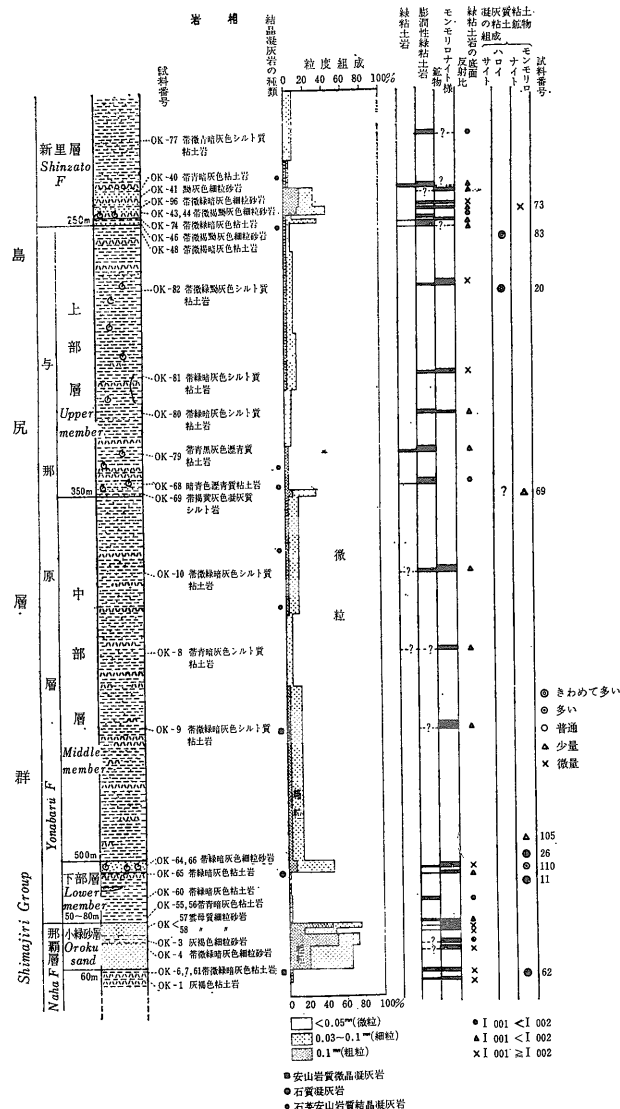 岩相
試料番号
結晶凝灰岩の種類
粒度組成
0 20 40 60 80 100%
緑粘土岩
膨潤性緑粘土岩
モンモリロナイト様鉱物
緑粘土岩の底面反射比
凝灰質粘土岩の粘土鉱物組成
ハロイサイト
モンモリロナイト
試料番号
新里層
Shinzato F
250m
OK-77 帯微青暗灰色シルト質粘土岩
OK-40 帯青暗灰色粘土岩
OK-41 黝灰色細粒砂岩
OK-96 帯微緑暗灰色細粒砂岩
OK-43, 44 帯微褐黝灰色細粒砂岩
OK-74 帯微緑暗灰色粘土岩
OK-46 帯微褐黝灰色細粒砂岩
OK-48 帯微褐暗灰色粘土岩
73
83
20
島尻層群
Shimajiri Group
与那原層
Yonabaru F
上部層
Upper member
350m
OK-82 帯微緑黝灰色シルト質粘土岩
OK-81 帯緑暗灰色シルト質粘土岩
OK-80 帯緑暗灰色シルト質粘土岩
OK-79 帯青黒灰色瀝青質粘土岩
OK-68 暗青色瀝青質粘土岩
OK-69 帯褐黄灰色凝灰質シルト岩
? 69
中部層
Middle member
500m
OK-10 帯微緑暗灰色シルト質粘土岩
OK-8 帯青暗灰色シルト質粘土岩
OK-9 帯微緑暗灰色シルト質粘土岩
微粒
細粒
きわめて多い
多い
普通
少量
微量
105
26
110
11
下部層
Lower member
50~80m
OK-64, 66 帯緑暗灰色細粒砂岩
OK-65 帯緑暗灰色粘土岩
OK-60 帯緑暗灰色粘土岩
OK-55, 56 帯青暗灰色粘土岩
OK< 57 雲母質細粒砂岩
58 〃 〃
那覇層
Naha F
小緑砂層
Oroku sand
60m
OK-3 灰褐色細粒砂岩
OK-4 帯微緑暗灰色細粒砂岩
OK-6, 7, 61 帯微緑暗灰色粘土岩
OK-1 灰褐色粘土岩
62
0 20 40 60 80 100%
<0.05mm(微粒)
0.03~0.1mm(細粒)
0.1mm(粗粒)
安山岩質微晶凝灰岩
石質凝灰岩
石英安山岩質結晶凝灰岩
I 001 < I 002
I 001 < I 002
I 001 ≧ I 002